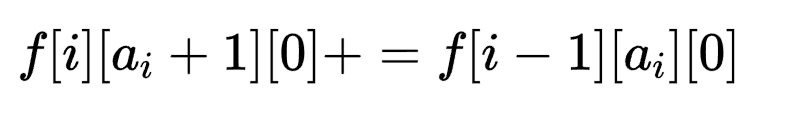 f[i][a_i + 1][0]+ = f[i − 1][a_i][0]